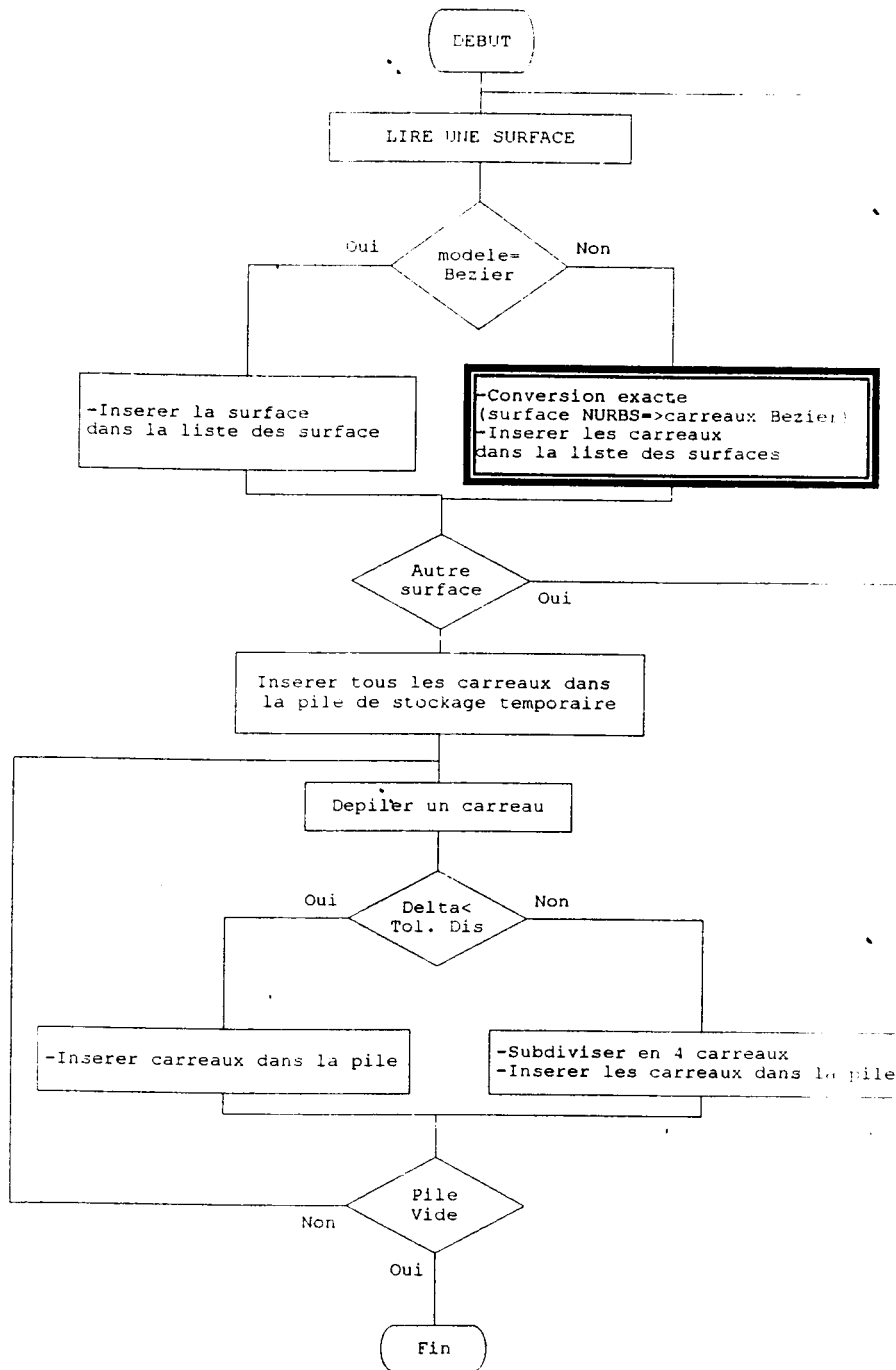 DEBUT
LIRE UNE SURFACE
Oui
modele=
Bezier
Non
-Inserer la surface
dans la liste des surface
-Conversion exacte
(surface NURBS=>carreaux Bezier)
-Inserer les carreaux
dans la liste des surfaces
Autre
surface
Oui
Inserer tous les carreaux dans
la pile de stockage temporaire
Depiler un carreau
Oui
Delta<
Tol. Dis
Non
-Inserer carreaux dans la pile
-Subdiviser en 4 carreaux
-Inserer les carreaux dans la pile
Pile
Vide
Non
Oui
Fin